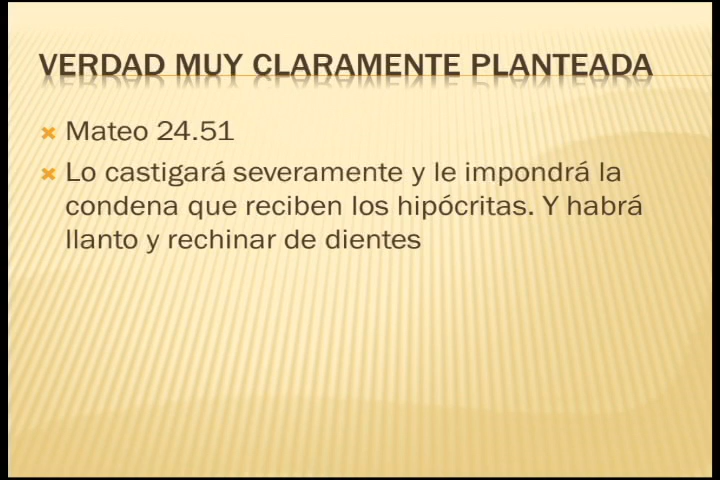 VERDAD MUY CLARAMENTE PLANTEADA
Mateo 24.51
Lo castigará severamente y le impondrá la
condena que reciben los hipócritas. Y habrá
llanto y rechinar de dientes